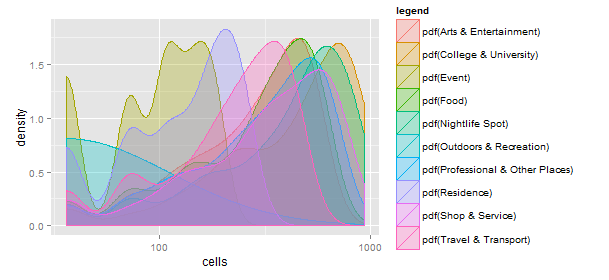 legend
pdf(Arts & Entertainment)
pdf(College & University)
pdf(Event)
pdf(Food)
pdf(Nightlife Spot)
pdf(Outdoors & Recreation)
pdf(Professional & Other Places)
pdf(Residence)
pdf(Shop & Service)
pdf(Travel & Transport)
density
1.5
1.0
0.5
0.0
100
1000
cells